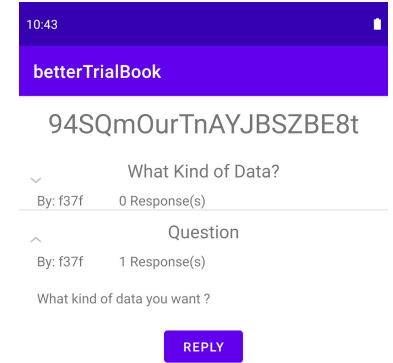 10:43
betterTrialBook
94SQmOurTnAYJBSZBE8t
What Kind of Data?
By: f37f 0 Response(s)
Question
By: f37f 1 Response(s)
What kind of data you want ?
REPLY